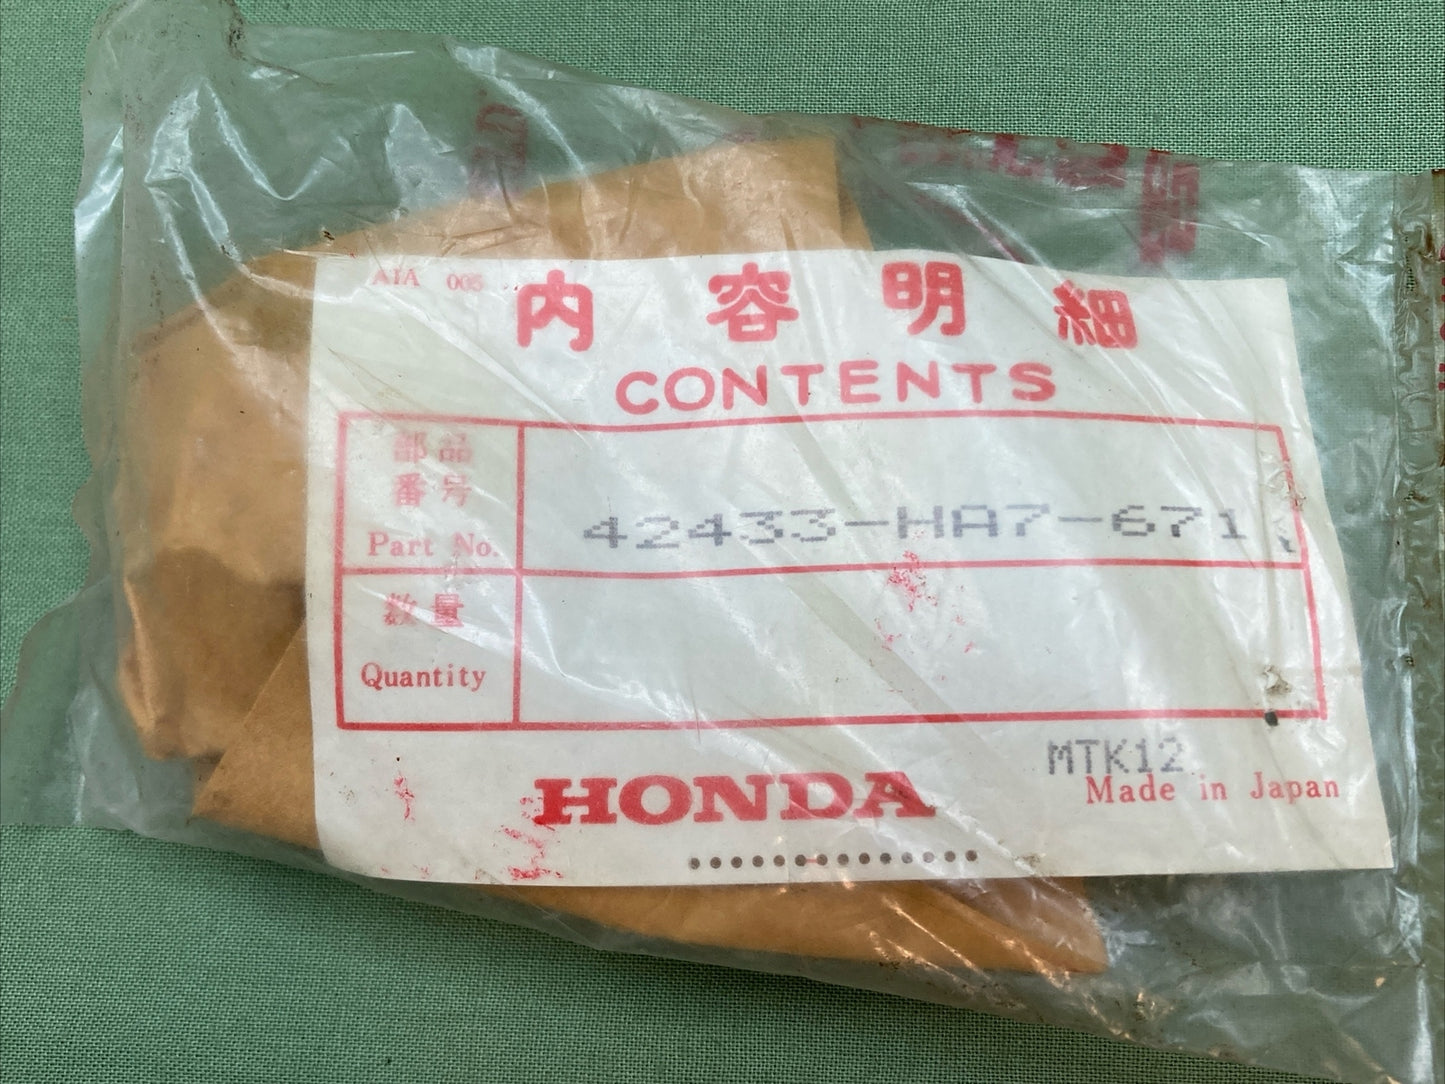 AIA 005
内容明細
CONTENTS
部品
番号
Part No.
42433-HA7-671
数量
Quantity
MTK12
HONDA
Made in Japan